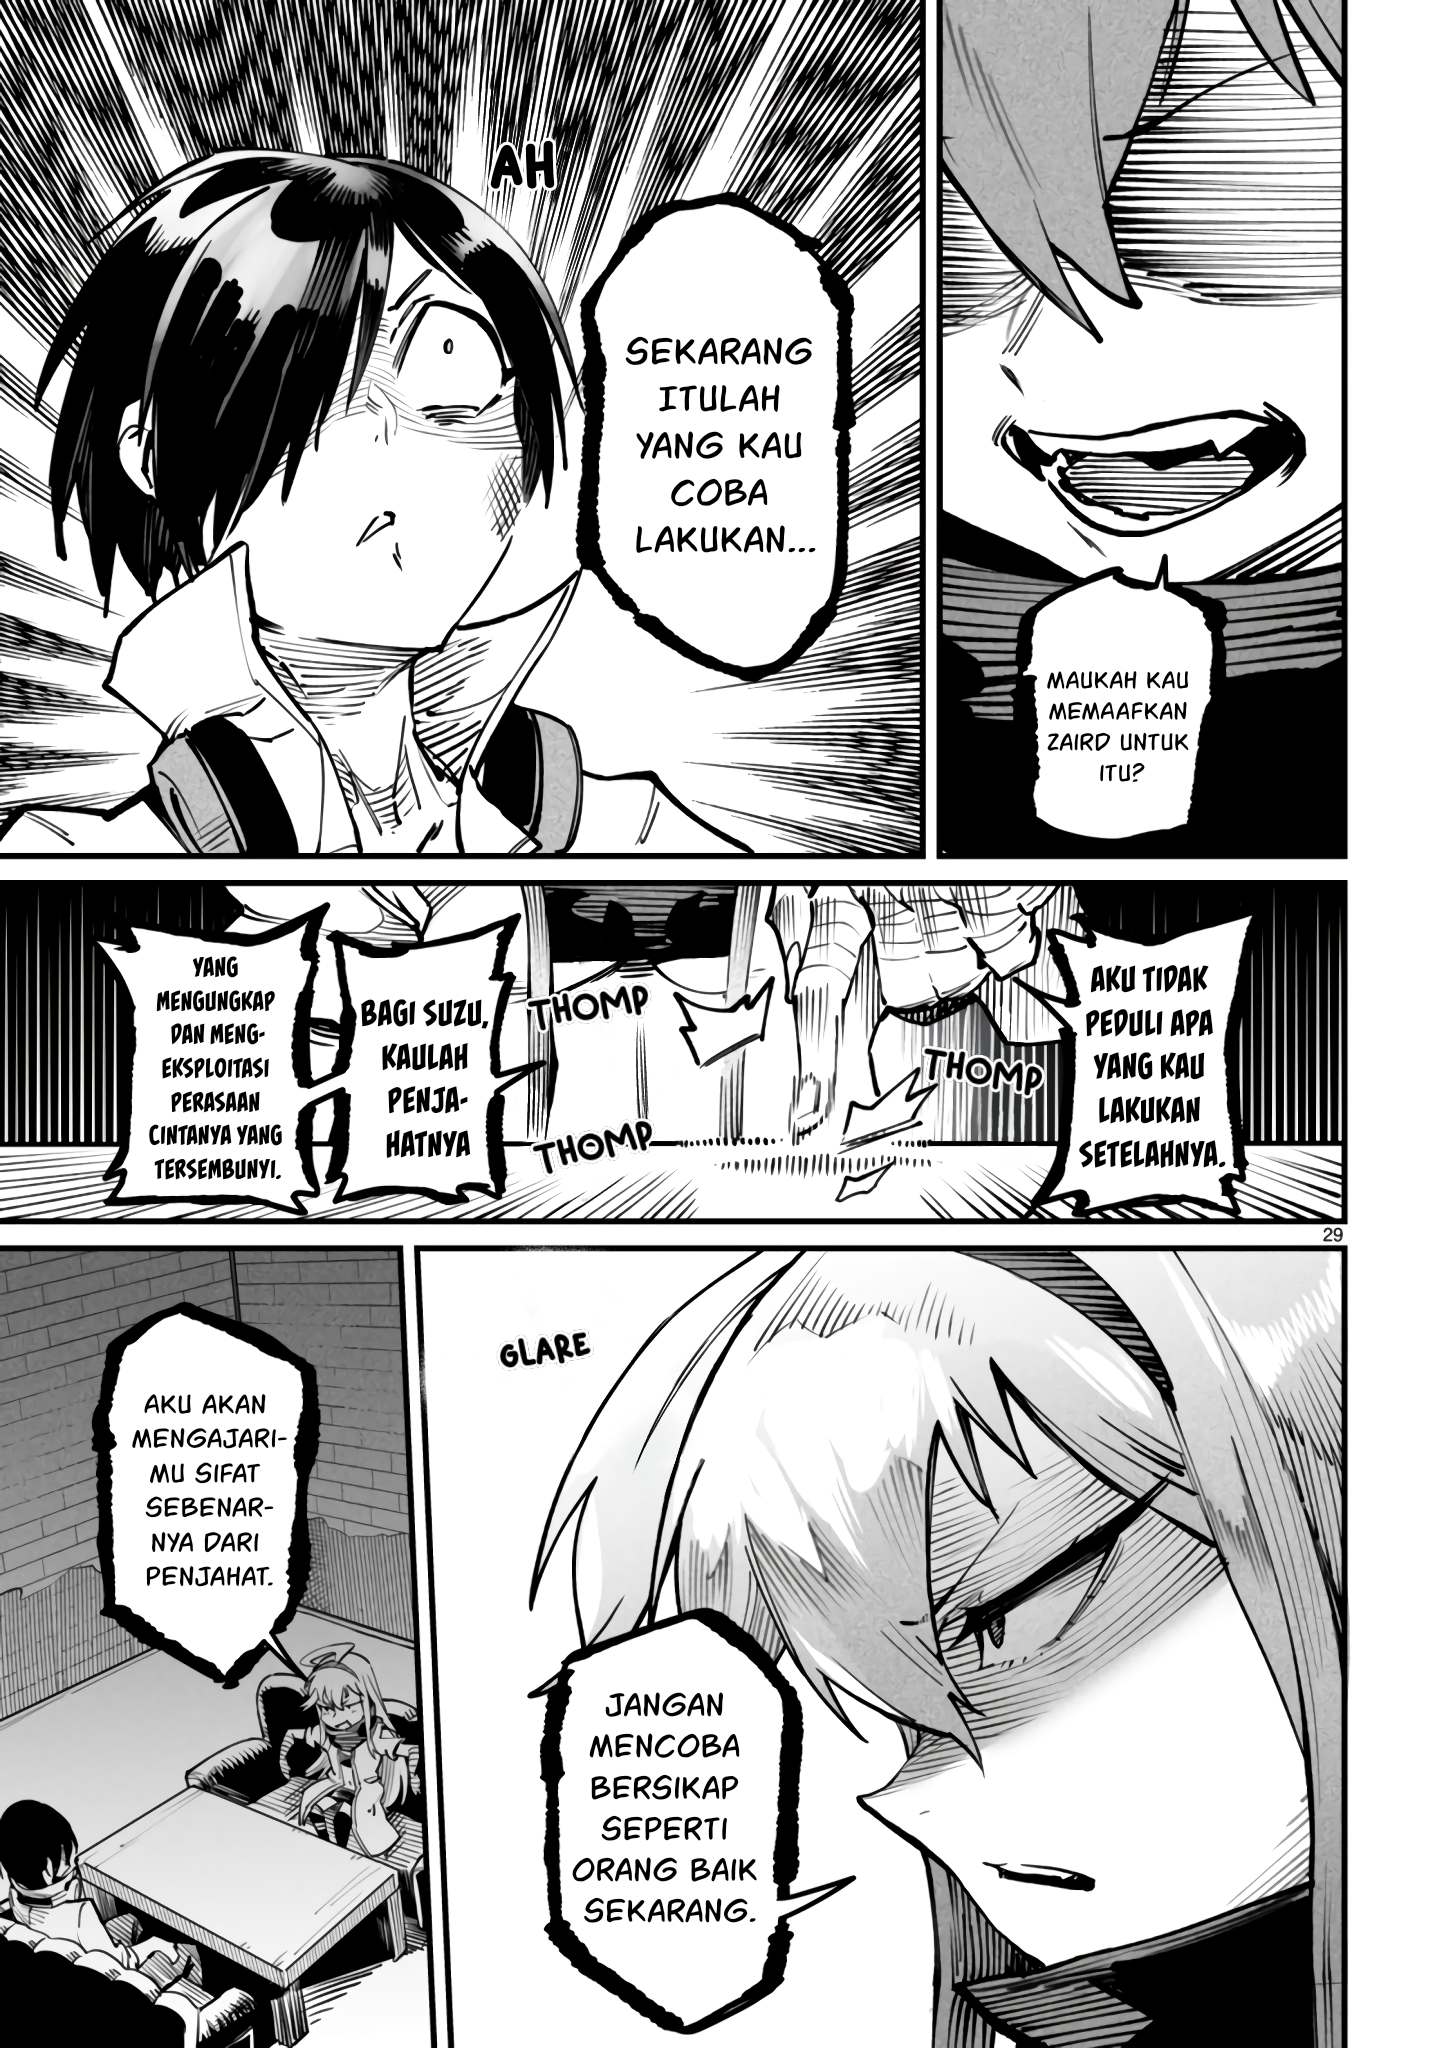 MAUKAH KAU
MEMAAFKAN
ZAIRD UNTUK
ITU?
AH
SEKARANG
ITULAH
YANG KAU
COBA
LAKUKAN...
AKU TIDAK
PEDULI APA
YANG KAU
LAKUKAN
SETELAHNYA.
THOMP
THOMP
THOMP
BAGI SUZU,
KAULAH
PENJA-
HATNYA
YANG
MENGUNGKAP
DAN MENG-
EKSPLOITASI
PERASAAN
CINTANYA YANG
TERSEMBUNYI.
29
GLARE
JANGAN
MENCOBA
BERSIKAP
SEPERTI
ORANG BAIK
SEKARANG.
AKU AKAN
MENGAJARI-
MU SIFAT
SEBENAR-
NYA DARI
PENJAHAT.